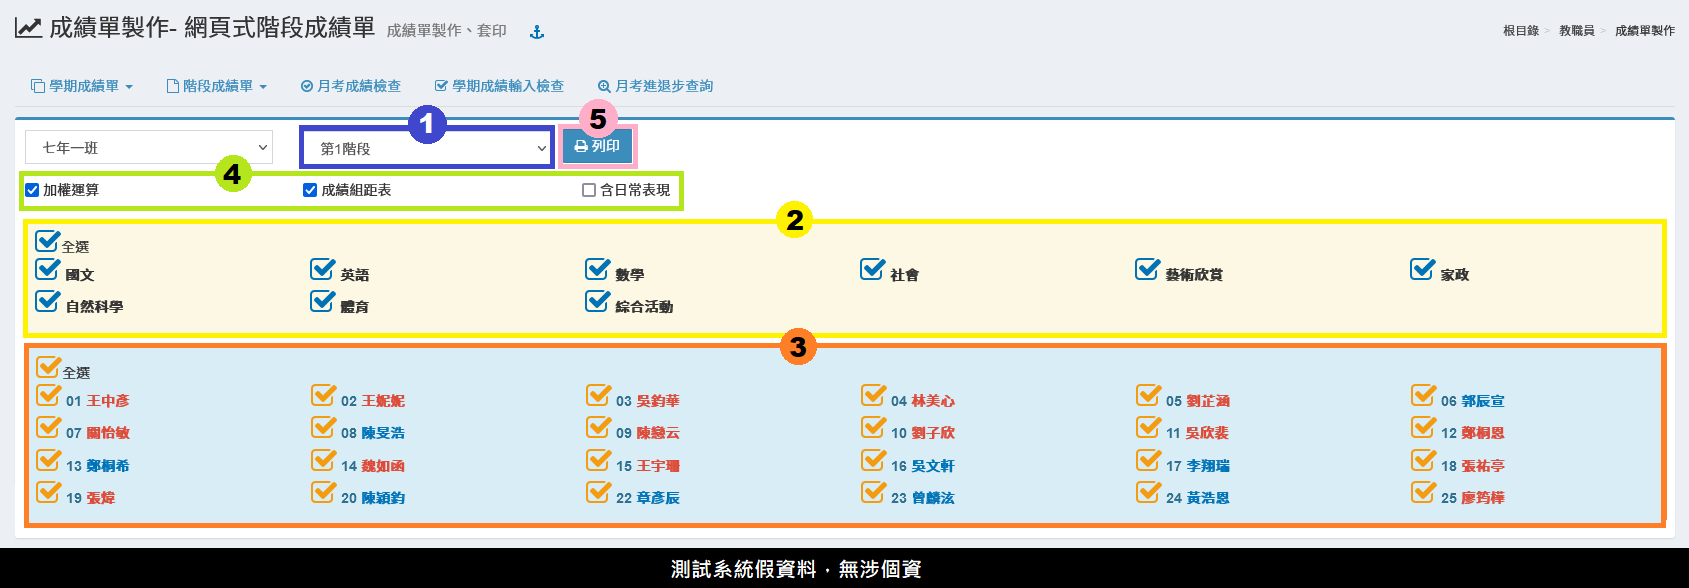 成績單製作- 網頁式階段成績單 成績單製作、套印
根目錄 > 教職員 > 成績單製作
學期成績單 階段成績單 月考成績檢查 學期成績輸入檢查 月考進退步查詢
1 5
七年一班 第1階段 列印
4
加權運算 成績組距表 含日常表現
2
全選
國文 英語 數學 社會 藝術欣賞 家政
自然科學 體育 綜合活動
3
全選
01 王中彥 02 王妮妮 03 吳鈞華 04 林美心 05 劉芷涵 06 郭辰宣
07 關怡敏 08 陳旻浩 09 陳戀云 10 劉子欣 11 吳欣裴 12 鄭桐恩
13 鄭桐希 14 魏如函 15 王宇珊 16 吳文軒 17 李翔瑞 18 張祐亭
19 張煒 20 陳穎鈞 22 章彥辰 23 曾麟泫 24 黃浩恩 25 廖筠樺
測試系統假資料，無涉個資